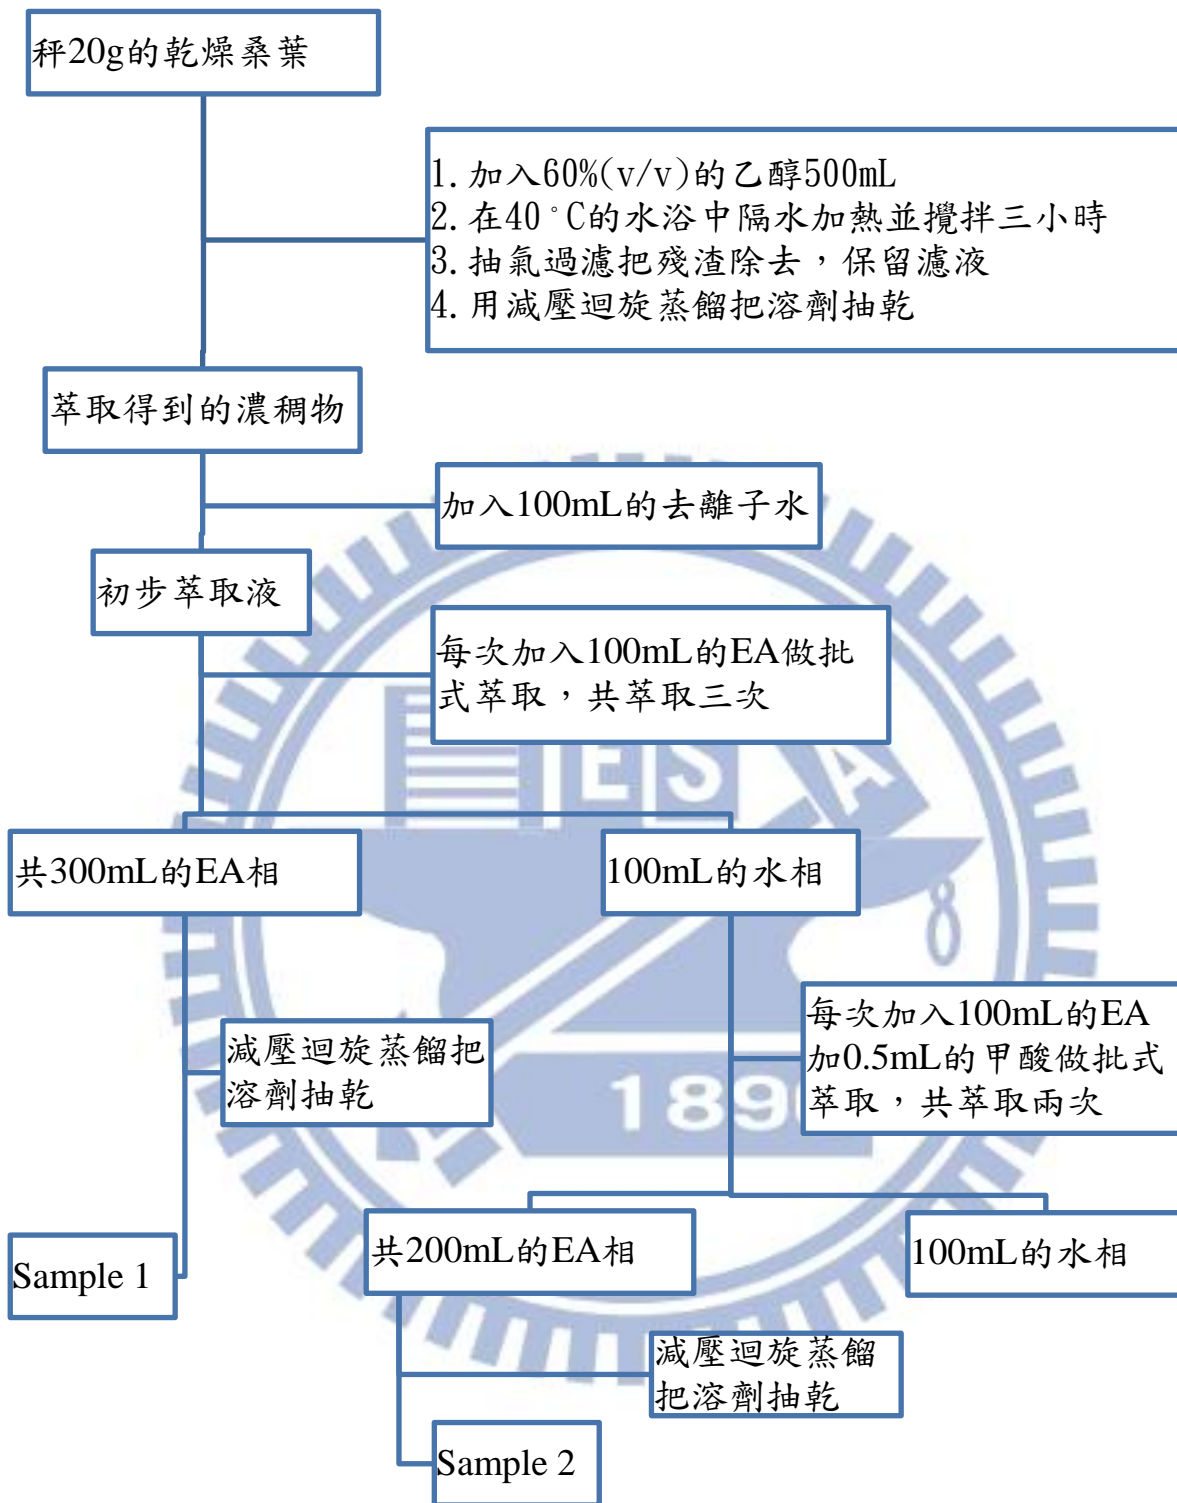 秤20g的乾燥桑葉
1. 加入60%(v/v)的乙醇500mL
2. 在40°C的水浴中隔水加熱並攪拌三小時
3. 抽氣過濾把殘渣除去，保留濾液
4. 用減壓迴旋蒸餾把溶劑抽乾
萃取得到的濃稠物
加入100mL的去離子水
初步萃取液
每次加入100mL的EA做批
式萃取，共萃取三次
ESA
共300mL的EA相
100mL的水相
每次加入100mL的EA
加0.5mL的甲酸做批式
萃取，共萃取兩次
減壓迴旋蒸餾把
溶劑抽乾
189
共200mL的EA相
100mL的水相
Sample 1
減壓迴旋蒸餾
把溶劑抽乾
Sample 2